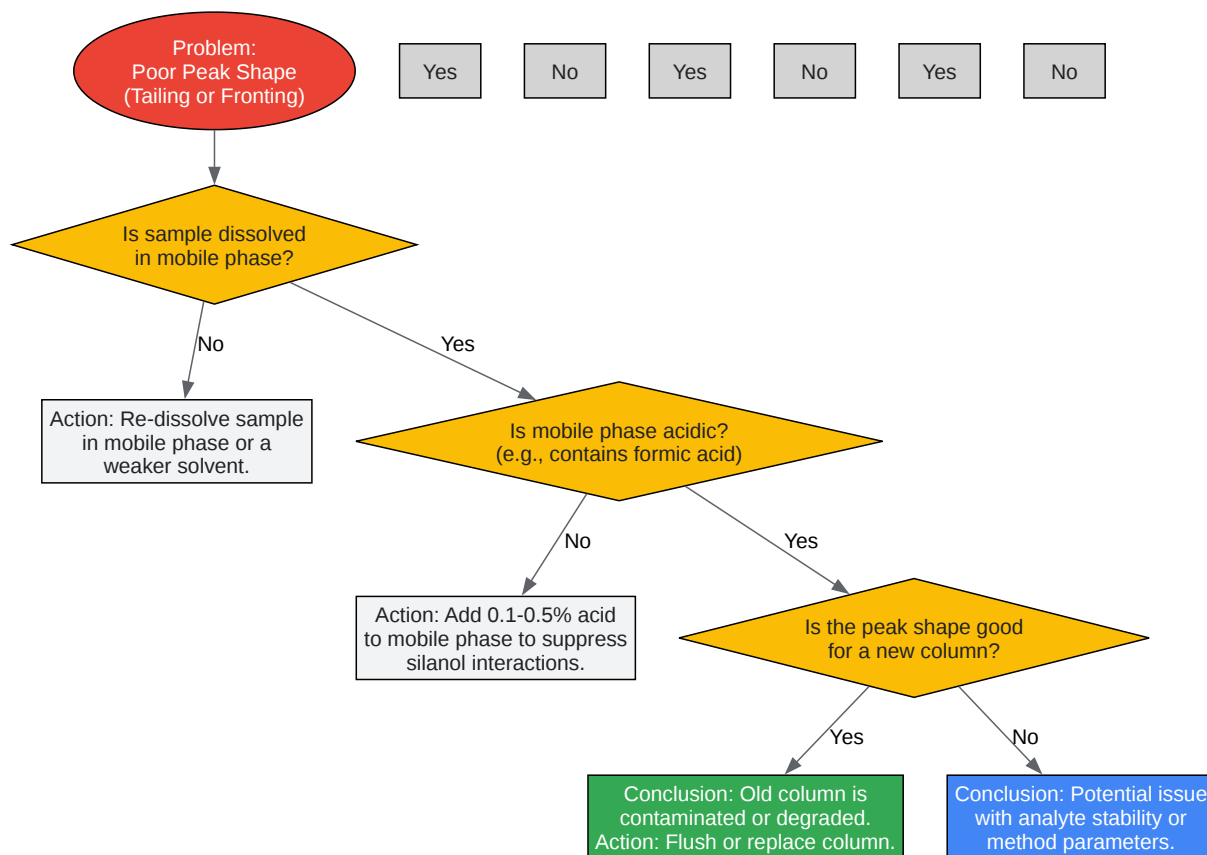 Problem:
Poor Peak Shape
(Tailing or Fronting)
Yes
No
Yes
No
Yes
No
Is sample dissolved
in mobile phase?
No
Yes
Action: Re-dissolve sample
in mobile phase or a
weaker solvent.
Is mobile phase acidic?
(e.g., contains formic acid)
No
Yes
Action: Add 0.1-0.5% acid
to mobile phase to suppress
silanol interactions.
Is the peak shape good
for a new column?
Yes
No
Conclusion: Old column is
contaminated or degraded.
Action: Flush or replace column.
Conclusion: Potential issue
with analyte stability or
method parameters.